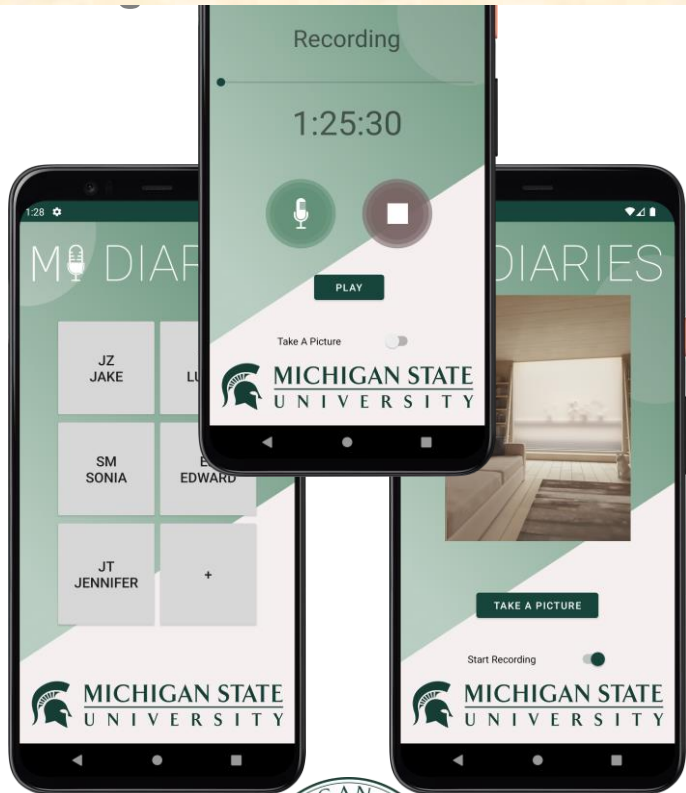 Recording
1:25:30
PLAY
Take A Picture
MICHIGAN STATE
UNIVERSITY
1:28
JZ
JAKE
SM
SONIA
EDWARD
JT
JENNIFER
+
MICHIGAN STATE
UNIVERSITY
DIARIES
TAKE A PICTURE
Start Recording
MICHIGAN STATE
UNIVERSITY